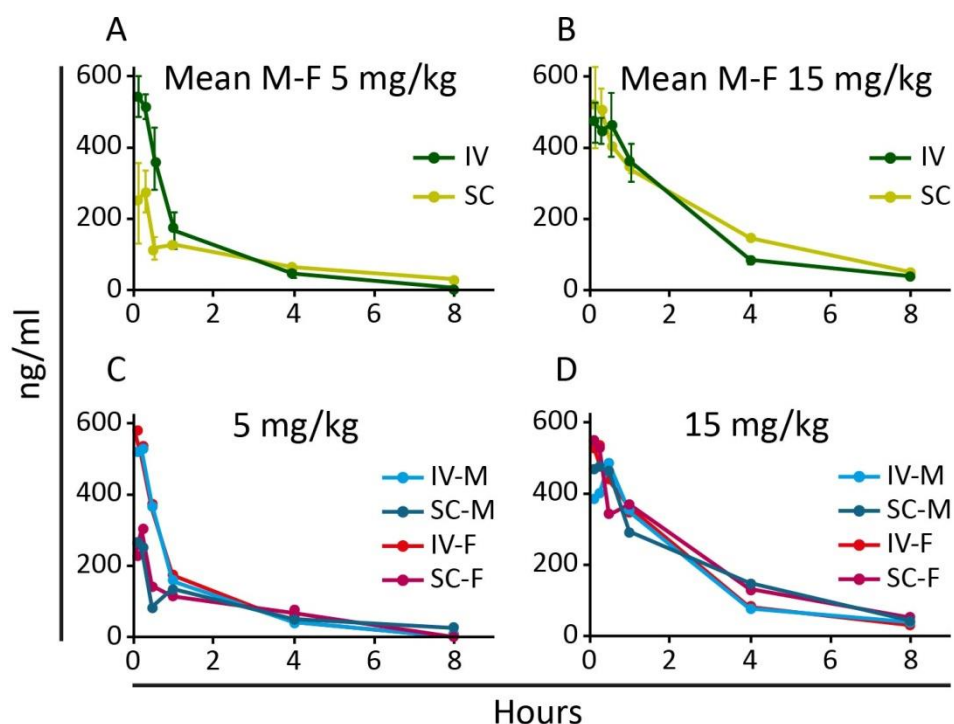 A
Mean M-F 5 mg/kg
600
400
200
0
0 2 4 6 8
IV
SC
B
Mean M-F 15 mg/kg
600
400
200
0
0 2 4 6 8
IV
SC
C
5 mg/kg
600
400
200
0
0 2 4 6 8
IV-M
SC-M
IV-F
SC-F
D
15 mg/kg
600
400
200
0
0 2 4 6 8
IV-M
SC-M
IV-F
SC-F
ng/ml
Hours